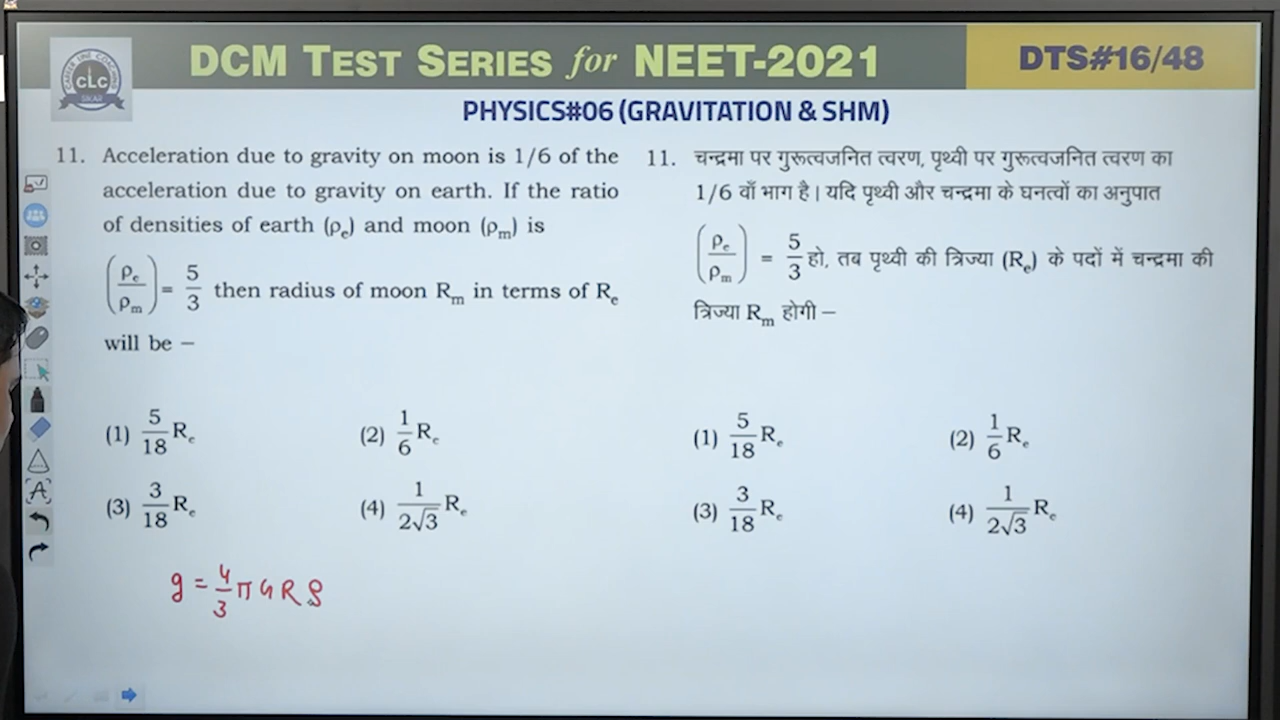 DCM TEST SERIES for NEET-2021
DTS#16/48
CLC
SIKAR
PHYSICS#06 (GRAVITATION & SHM)
11. Acceleration due to gravity on moon is 1/6 of the
acceleration due to gravity on earth. If the ratio
of densities of earth (ρe) and moon (ρm) is
(ρe/ρm) = 5/3 then radius of moon Rm in terms of Re
will be –
(1) 5/18 Re (2) 1/6 Re
(3) 3/18 Re (4) 1/2√3 Re
11. चन्द्रमा पर गुरूत्वजनित त्वरण, पृथ्वी पर गुरूत्वजनित त्वरण का
1/6 वाँ भाग है। यदि पृथ्वी और चन्द्रमा के घनत्वों का अनुपात
(ρe/ρm) = 5/3 हो, तब पृथ्वी की त्रिज्या (Re) के पदों में चन्द्रमा की
त्रिज्या Rm होगी –
(1) 5/18 Re (2) 1/6 Re
(3) 3/18 Re (4) 1/2√3 Re
g = 4/3 π G R ρ